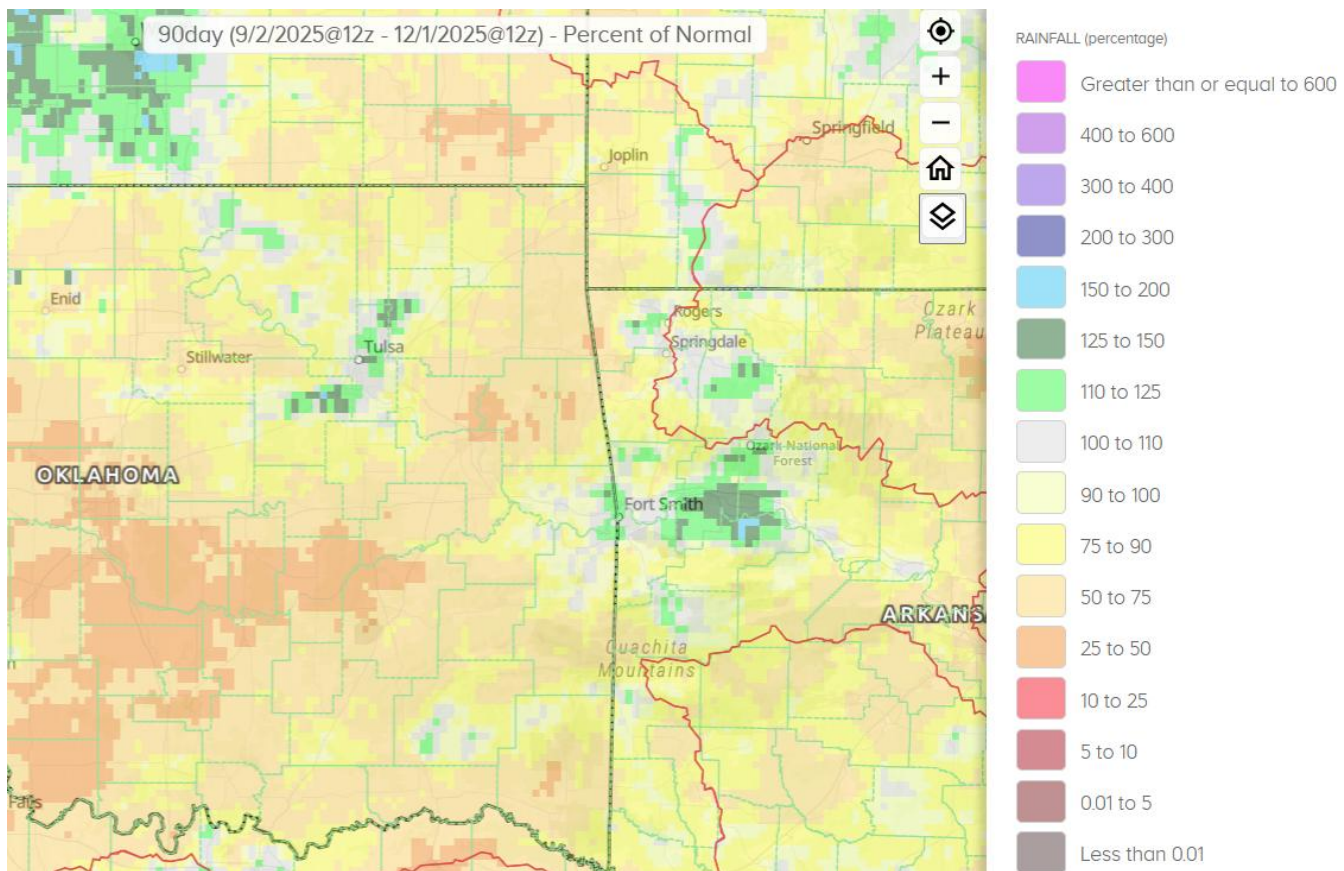 90day (9/2/2025@12z - 12/1/2025@12z) - Percent of Normal
Springfield
Joplin
Enid
Rogers
Ozark
Plateau
Stillwater
Tulsa
Springdale
OKLAHOMA
Ozark National
Forest
Fort Smith
ARKANS
Ouachita
Mountains
Falls
RAINFALL (percentage)
Greater than or equal to 600
400 to 600
300 to 400
200 to 300
150 to 200
125 to 150
110 to 125
100 to 110
90 to 100
75 to 90
50 to 75
25 to 50
10 to 25
5 to 10
0.01 to 5
Less than 0.01